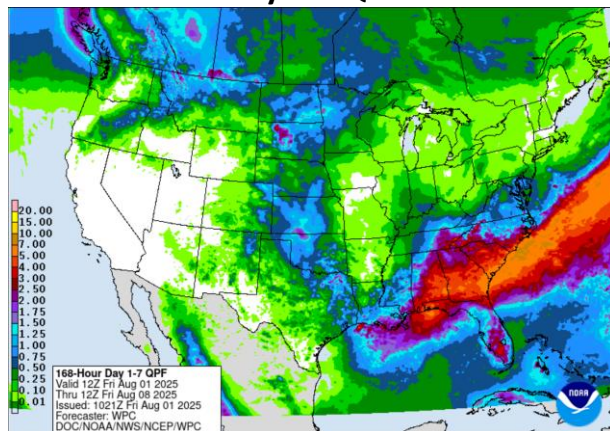 20.00
15.00
10.00
7.00
5.00
4.00
3.00
2.50
2.00
1.75
1.50
1.25
1.00
0.75
0.50
0.25
0.10
0.01
168-Hour Day 1-7 QPF
Valid 12Z Fri Aug 01 2025
Thru 12Z Fri Aug 08 2025
Issued: 1021Z Fri Aug 01 2025
Forecaster: WPC
DOC/NOAA/NWS/NCEP/WPC
NOAA